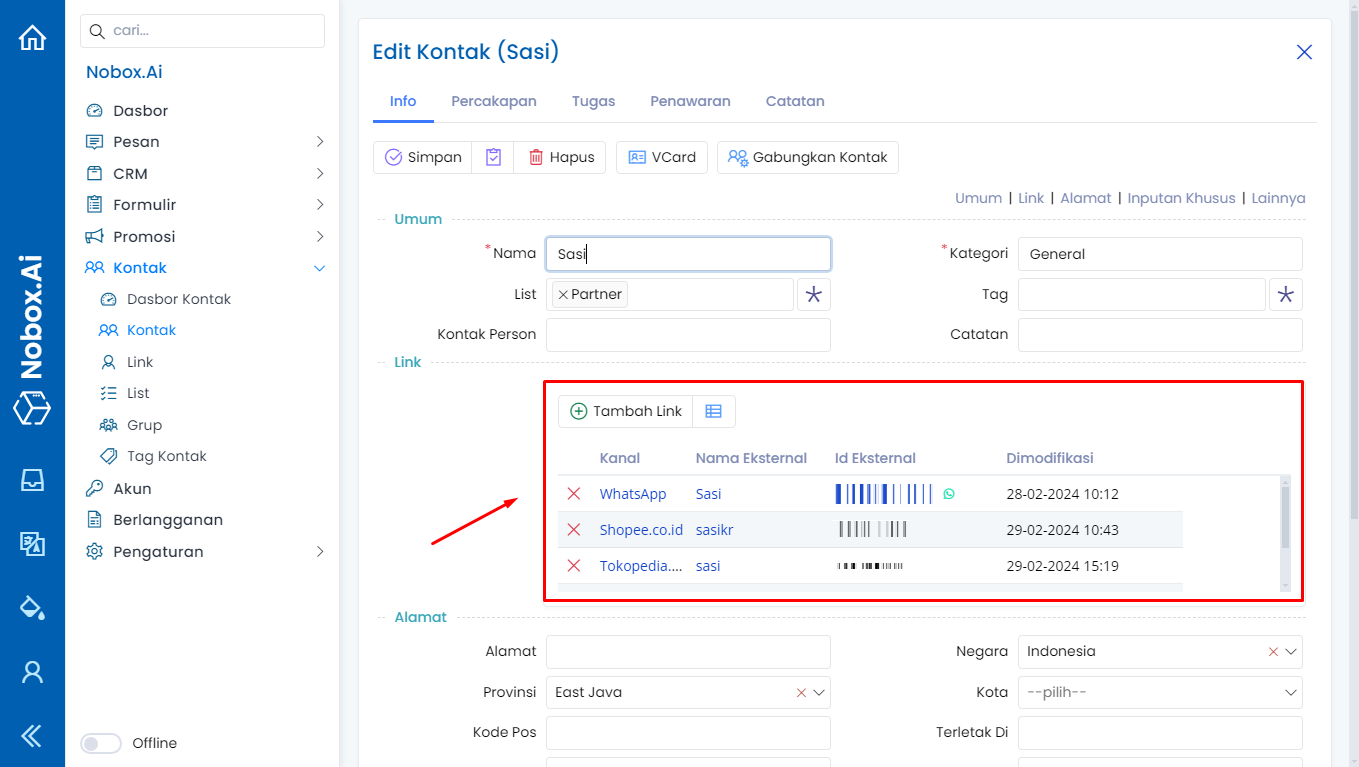 cari...
Nobox.Ai
Dasbor
Pesan
CRM
Formulir
Promosi
Kontak
Dasbor Kontak
Kontak
Link
List
Grup
Tag Kontak
Akun
Berlangganan
Pengaturan
Offline
Nobox.Ai
Edit Kontak (Sasi)
Info Percakapan Tugas Penawaran Catatan
Simpan Hapus VCard Gabungkan Kontak
Umum | Link | Alamat | Inputan Khusus | Lainnya
Umum
*Nama Sasi *Kategori General
List ×Partner Tag
Kontak Person Catatan
Link
Tambah Link
Kanal Nama Eksternal Id Eksternal Dimodifikasi
WhatsApp Sasi 28-02-2024 10:12
Shopee.co.id sasikr 29-02-2024 10:43
Tokopedia.... sasi 29-02-2024 15:19
Alamat
Alamat Negara Indonesia
Provinsi East Java Kota --pilih--
Kode Pos Terletak Di